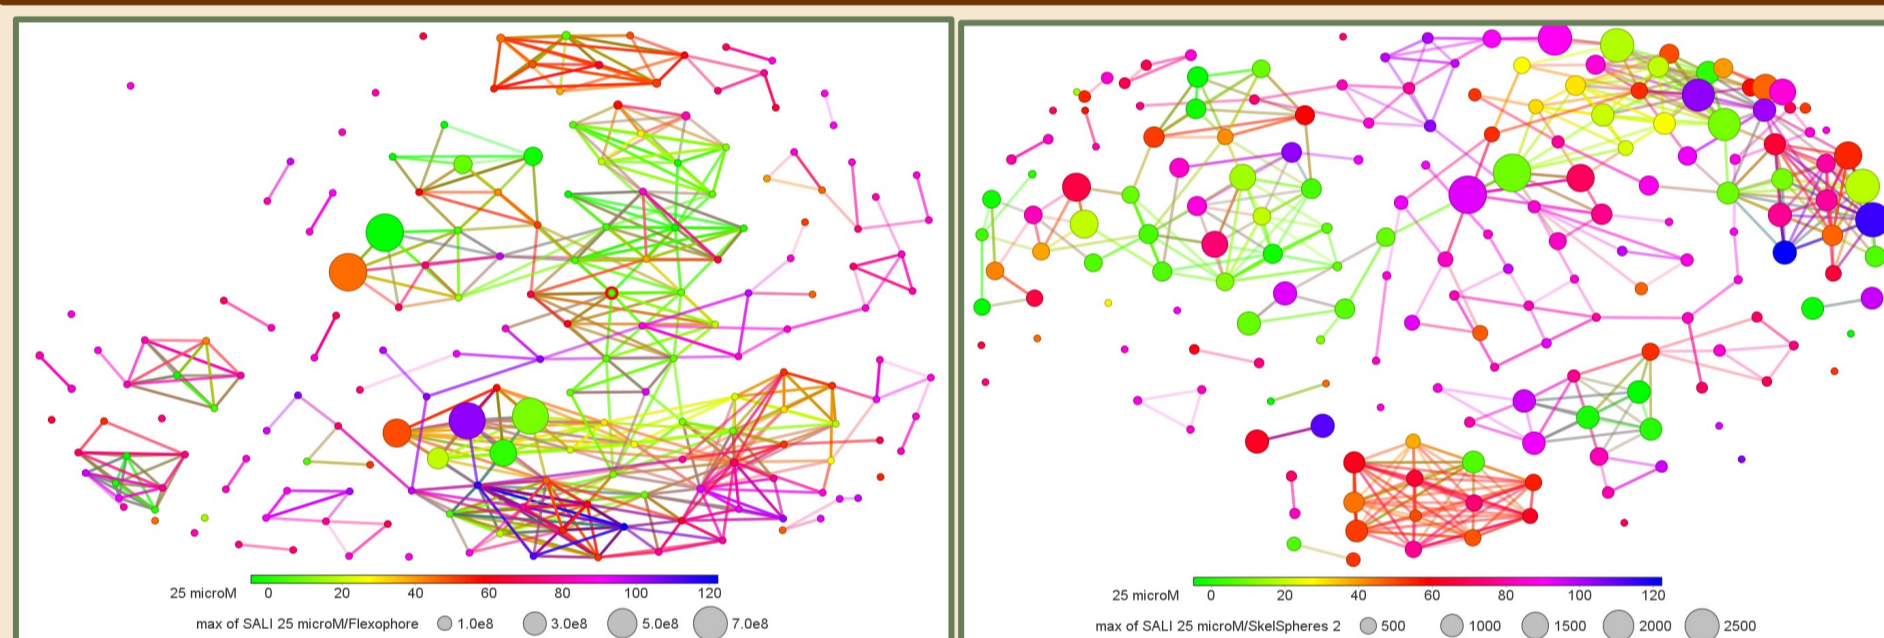 25 microM 0 20 40 60 80 100 120
max of SALI 25 microM/Flexophore 1.0e8 3.0e8 5.0e8 7.0e8
25 microM 0 20 40 60 80 100 120
max of SALI 25 microM/SkelSpheres 2 500 1000 1500 2000 2500